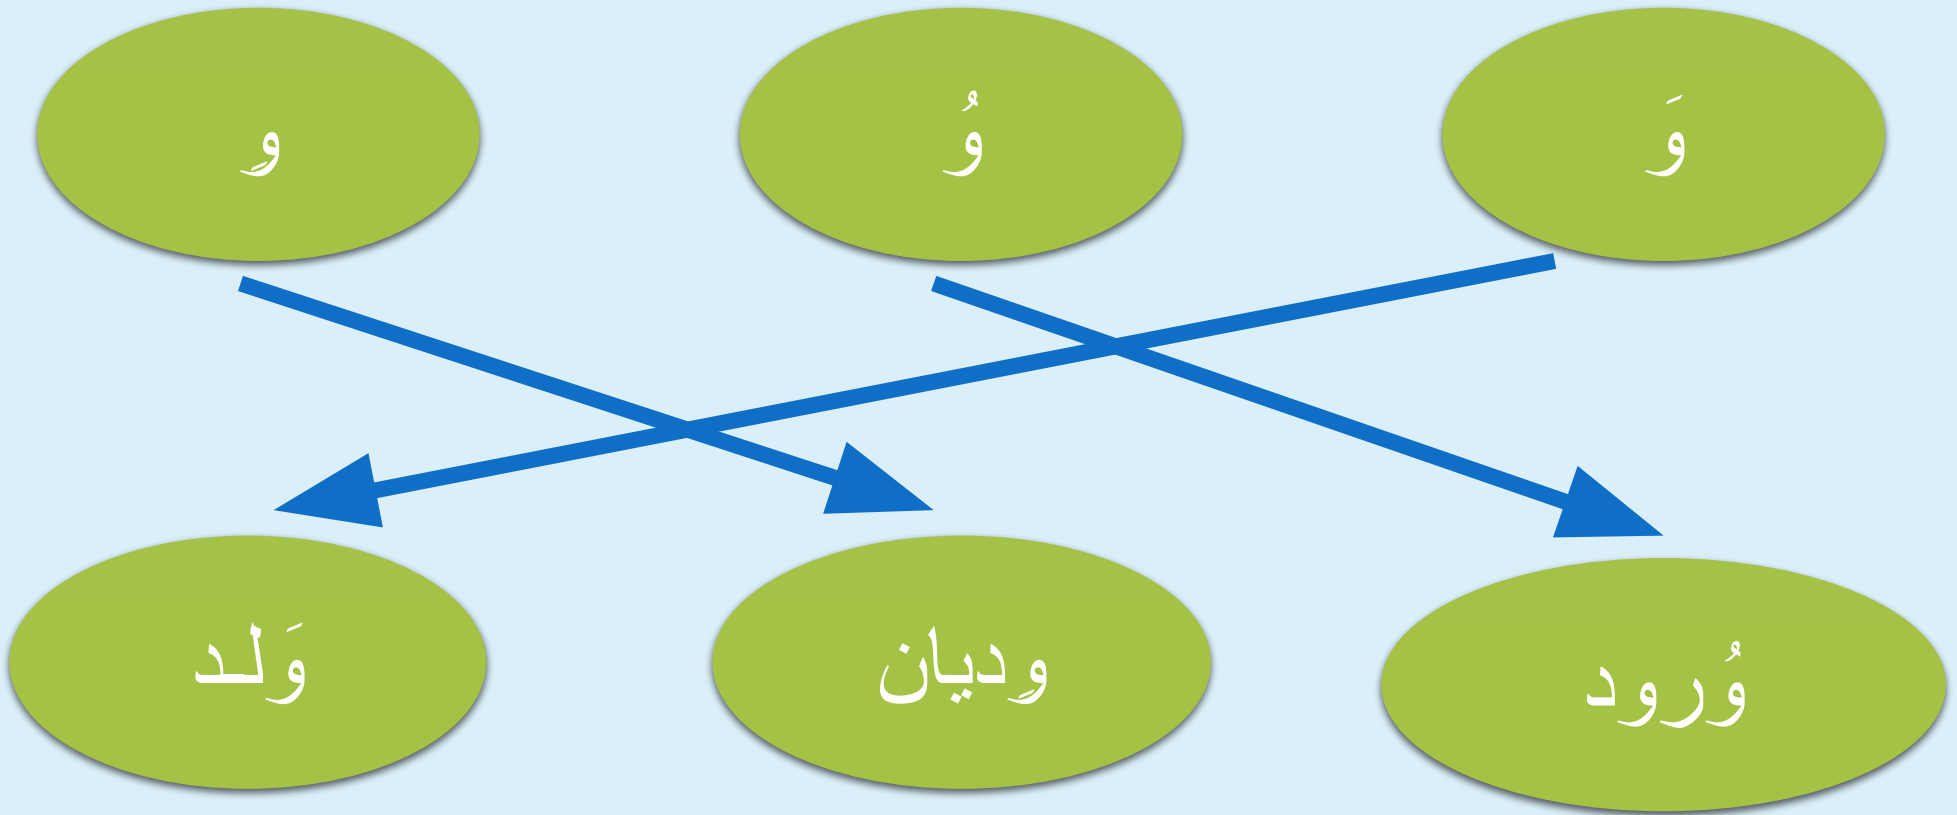 وَ
وُ
وِ
وُرود
وِديان
وَلـد